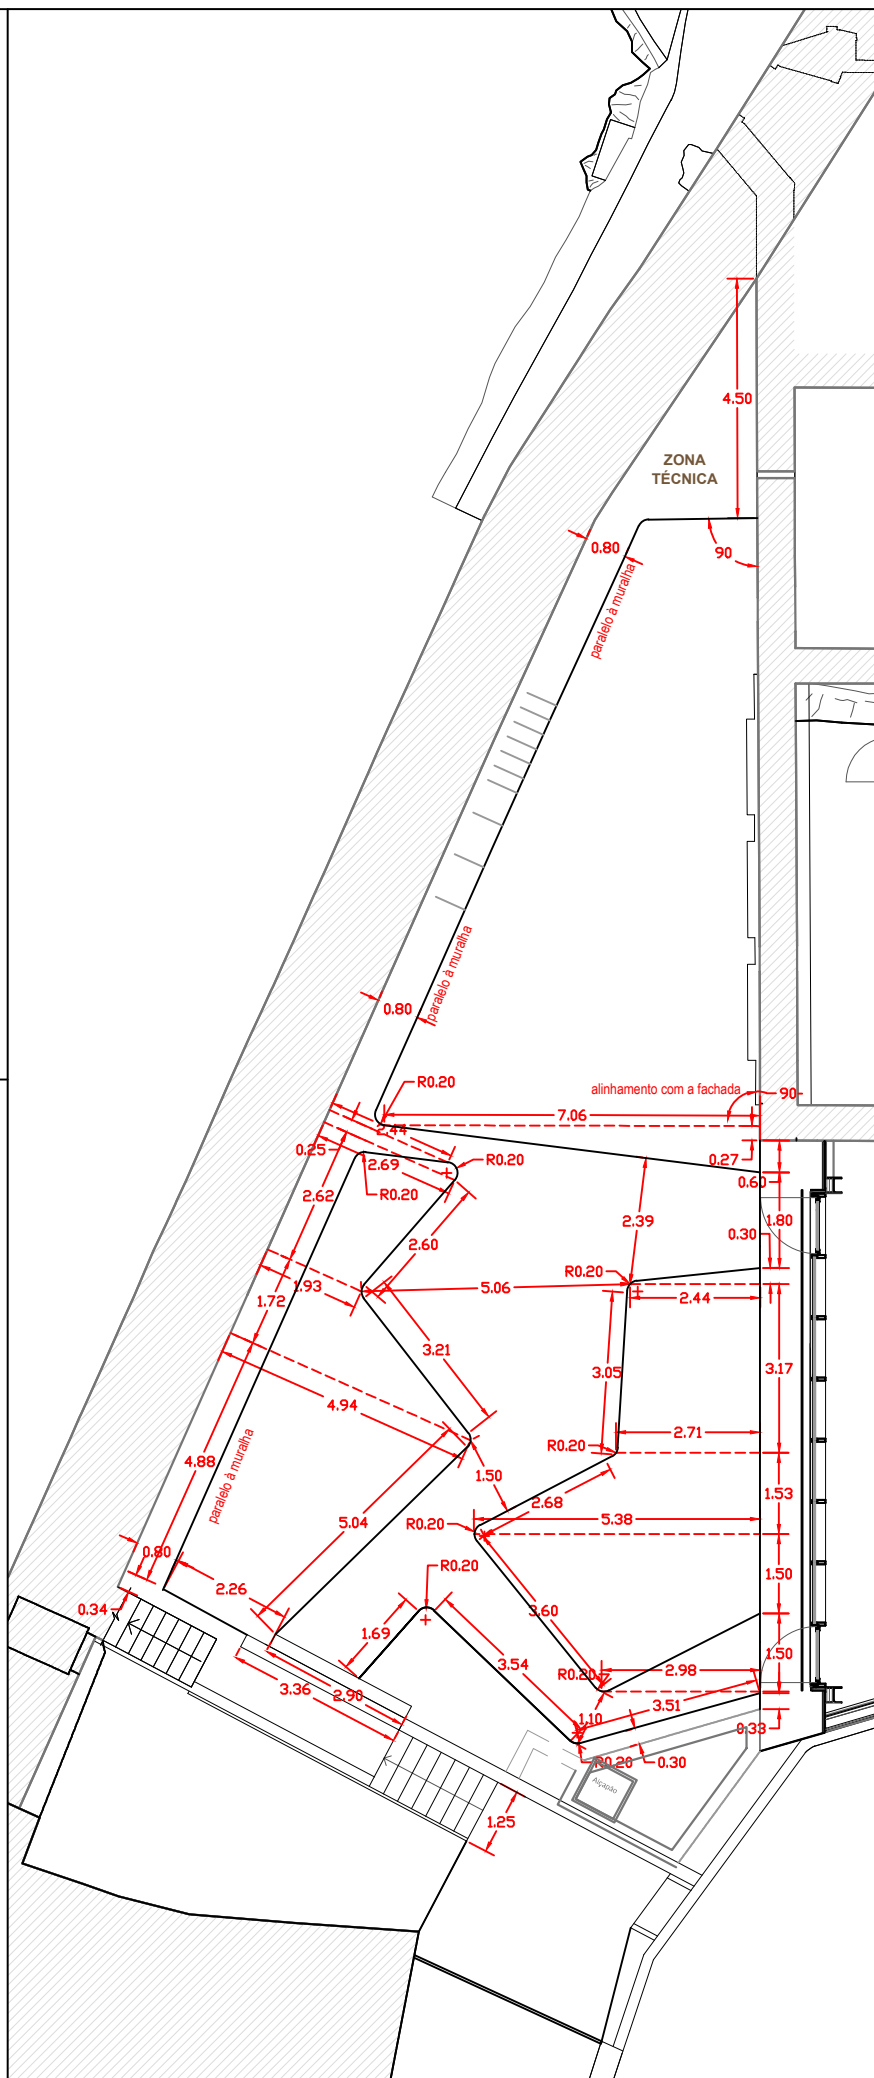 4.50
ZONA
TÉCNICA
0.80
90
paralelo à muralha
paralelo à muralha
0.80
R0.20
alinhamento com a fachada
90
7.06
2.44
0.25
2.69
R0.20
0.27
R0.20
2.62
0.60
1.80
2.39
2.60
0.30
R0.20
1.93
5.06
2.44
1.72
3.21
3.05
3.17
4.94
2.71
R0.20
4.88
paralelo à muralha
1.50
2.68
1.53
5.04
R0.20
5.38
0.80
R0.20
1.50
2.26
3.60
0.34
1.69
1.50
3.54
R0.20
2.98
3.36
2.90
3.51
1.10
0.33
R0.20
0.30
Alçapão
1.25